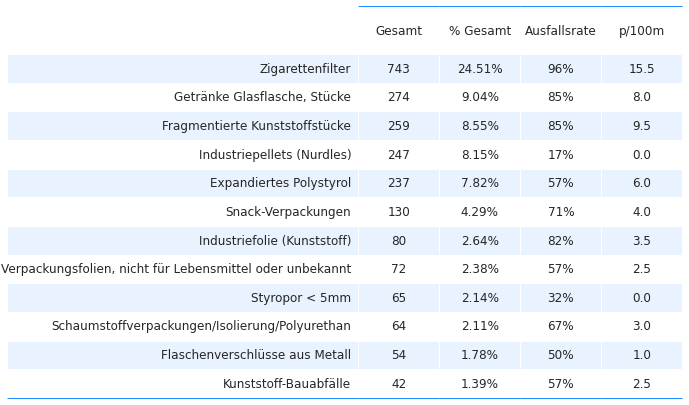 Gesamt % Gesamt Ausfallsrate p/100m
Zigarettenfilter 743 24.51% 96% 15.5
Getränke Glasflasche, Stücke 274 9.04% 85% 8.0
Fragmentierte Kunststoffstücke 259 8.55% 85% 9.5
Industriepellets (Nurdles) 247 8.15% 17% 0.0
Expandiertes Polystyrol 237 7.82% 57% 6.0
Snack-Verpackungen 130 4.29% 71% 4.0
Industriefolie (Kunststoff) 80 2.64% 82% 3.5
Verpackungsfolien, nicht für Lebensmittel oder unbekannt 72 2.38% 57% 2.5
Styropor < 5mm 65 2.14% 32% 0.0
Schaumstoffverpackungen/Isolierung/Polyurethan 64 2.11% 67% 3.0
Flaschenverschlüsse aus Metall 54 1.78% 50% 1.0
Kunststoff-Bauabfälle 42 1.39% 57% 2.5